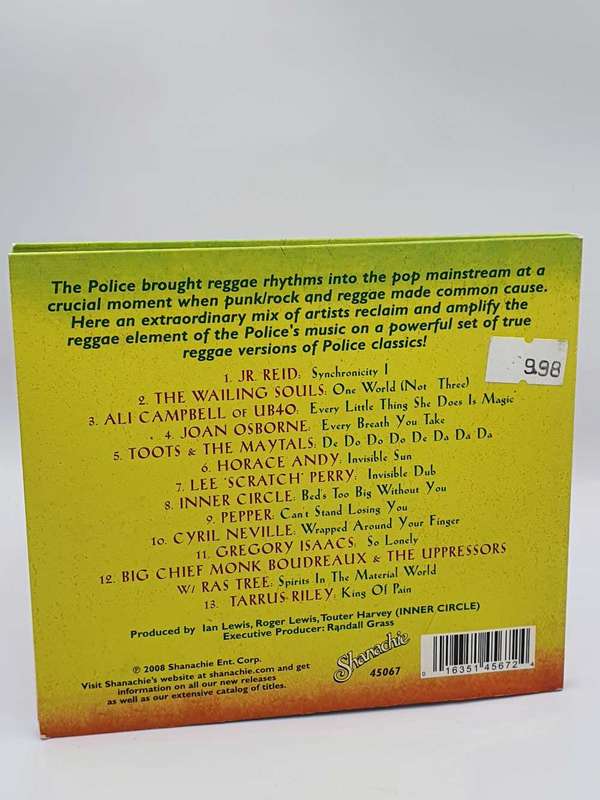 The Police brought reggae rhythms into the pop mainstream at a
crucial moment when punk/rock and reggae made common cause.
Here an extraordinary mix of artists reclaim and amplify the
reggae element of the Police's music on a powerful set of true
reggae versions of Police classics!
9.98
1. JR REID: Synchronicity I
2. THE WAILING SOULS: One World (Not Three)
3. ALI CAMPBELL OF UB40: Every Little Thing She Does Is Magic
4. JOAN OSBORNE: Every Breath You Take
5. TOOTS & THE MAYTALS: De Do Do Do De Da Da Da
6. HORACE ANDY: Invisible Sun
7. LEE 'SCRATCH' PERRY: Invisible Dub
8. INNER CIRCLE: Bed's Too Big Without You
9. PEPPER: Can't Stand Losing You
10. CYRIL NEVILLE: Wrapped Around Your Finger
11. GREGORY ISAACS: So Lonely
12. BIG CHIEF MONK BOUDREAUX & THE UPPRESSORS
W/ RAS TREE: Spirits In The Material World
13. TARRUS RILEY: King Of Pain
Produced by Ian Lewis, Roger Lewis, Touter Harvey (INNER CIRCLE)
Executive Producer: Randall Grass
℗ 2008 Shanachie Ent. Corp.
Visit Shanachie's website at shanachie.com and get
information on all our new releases
as well as our extensive catalog of titles.
Shanachie
45067
0 16351 45672 4